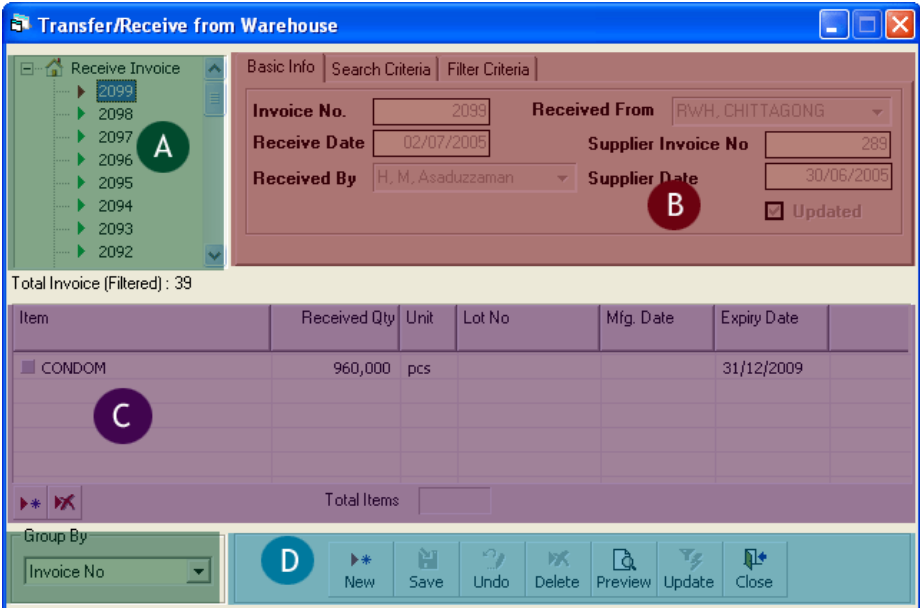 Transfer/Receive from Warehouse
Receive Invoice
2099
2098
2097
2096
2095
2094
2093
2092
A
Basic Info Search Criteria Filter Criteria
Invoice No. 2099 Received From RWH, CHITTAGONG
Receive Date 02/07/2005 Supplier Invoice No 289
Received By H, M, Asaduzzaman Supplier Date 30/06/2005
B
Updated
Total Invoice (Filtered) : 39
Item Received Qty Unit Lot No Mfg. Date Expiry Date
CONDOM 960,000 pcs 31/12/2009
C
Total Items
Group By
Invoice No
D
New Save Undo Delete Preview Update Close